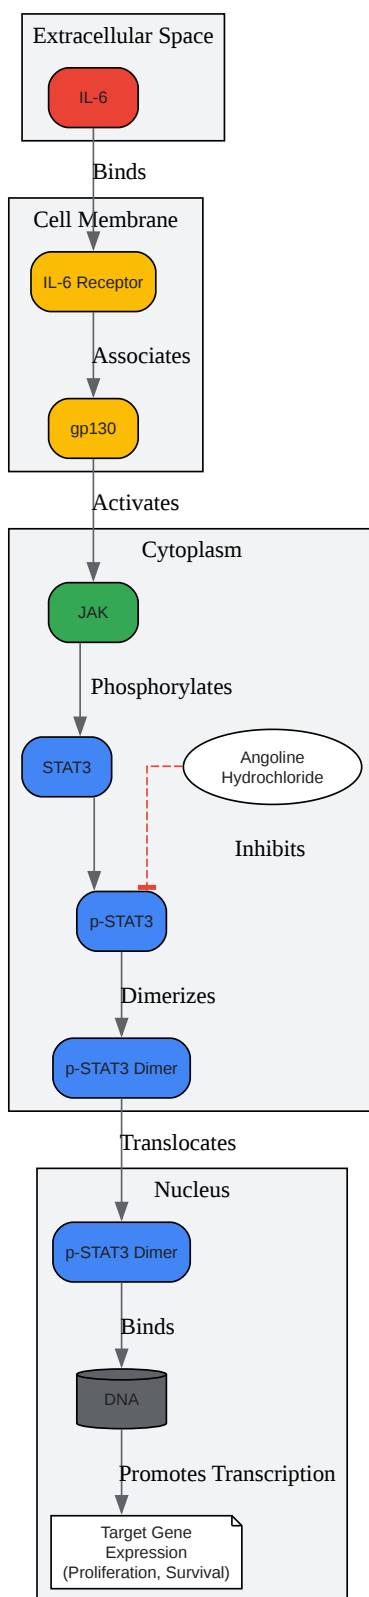 Extracellular Space
IL-6
Binds
Cell Membrane
IL-6 Receptor
Associates
gp130
Activates
Cytoplasm
JAK
Phosphorylates
STAT3
Angoline
Hydrochloride
Inhibits
p-STAT3
Dimerizes
p-STAT3 Dimer
Translocates
Nucleus
p-STAT3 Dimer
Binds
DNA
Promotes Transcription
Target Gene
Expression
(Proliferation, Survival)